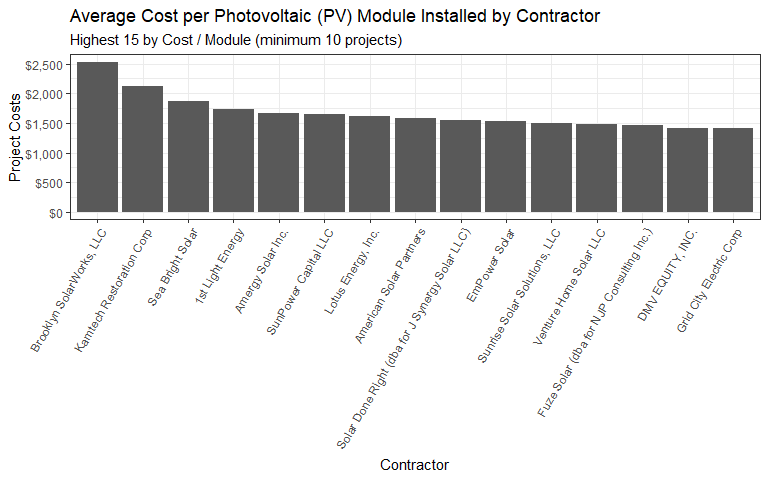 Average Cost per Photovoltaic (PV) Module Installed by Contractor
Highest 15 by Cost / Module (minimum 10 projects)
Project Costs
$2,500
$2,000
$1,500
$1,000
$500
$0
Brooklyn SolarWorks, LLC
Kamtech Restoration Corp
Sea Bright Solar
1st Light Energy
Amergy Solar Inc.
SunPower Capital LLC
Lotus Energy, Inc.
American Solar Partners
Solar Done Right (dba for J Synergy Solar LLC)
EmPower Solar
Sunrise Solar Solutions, LLC
Venture Home Solar LLC
Fuze Solar (dba for NJP Consulting Inc.)
DMV EQUITY, INC.
Grid City Electric Corp
Contractor